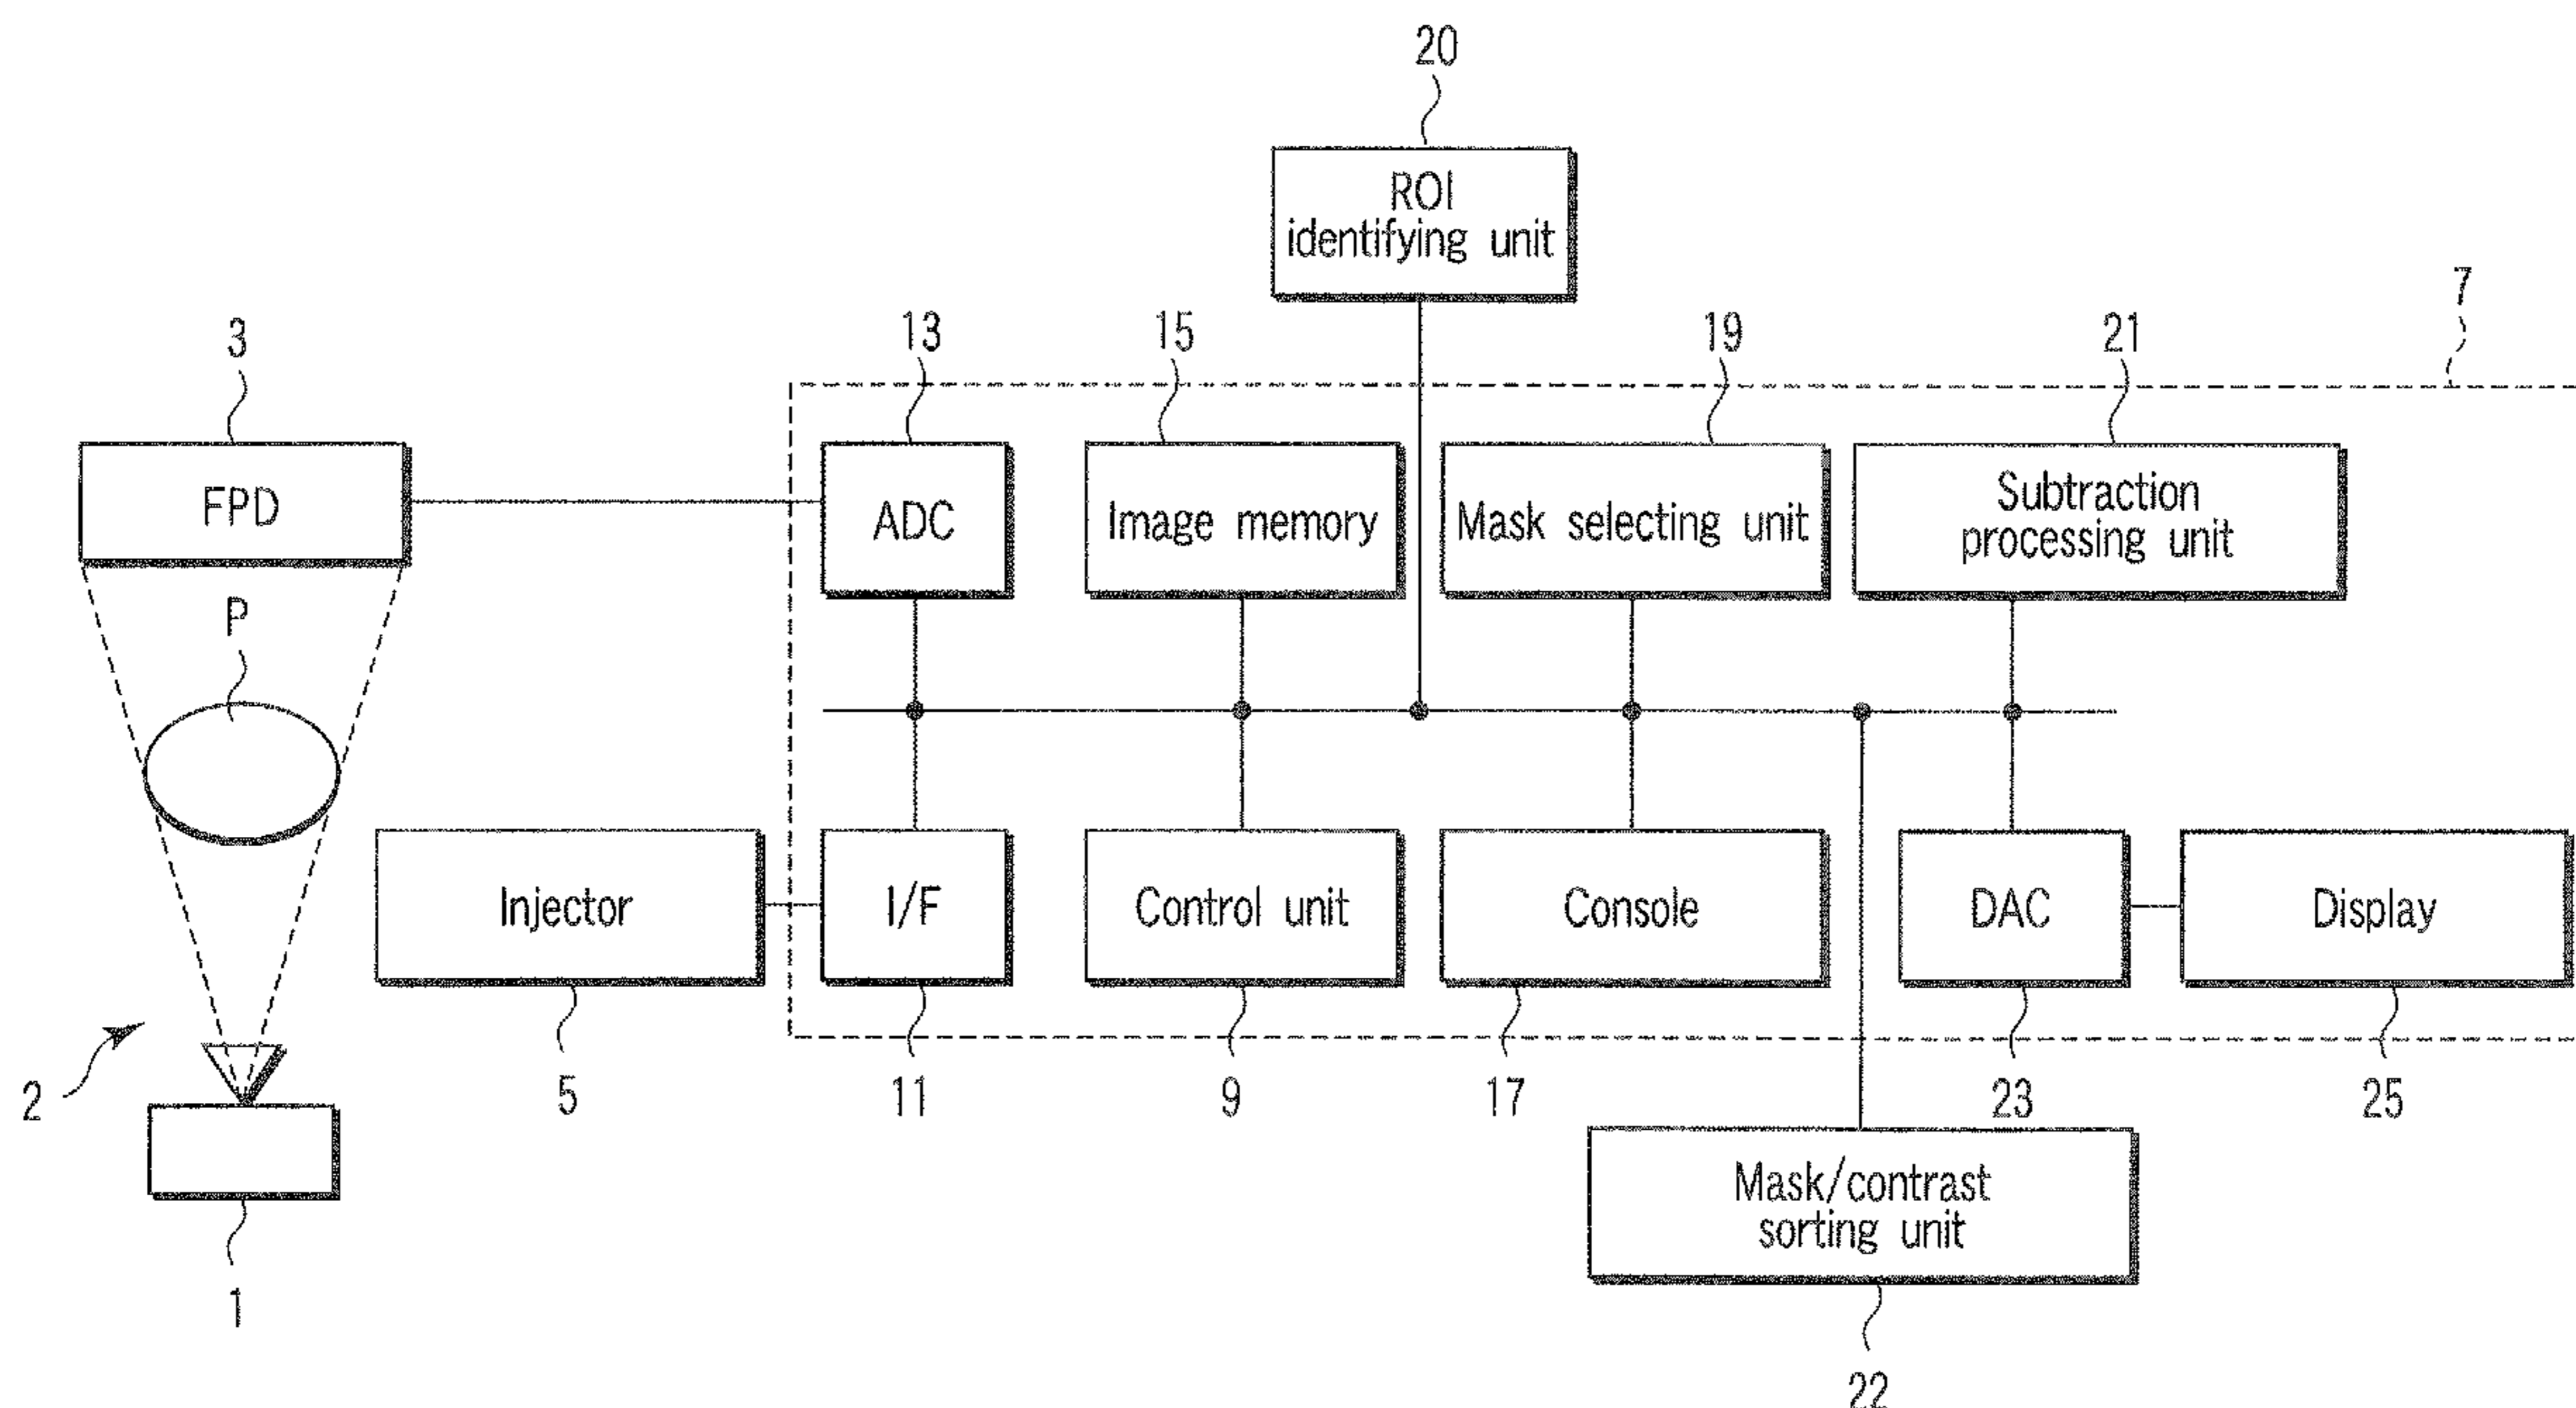 20
ROI
identifying unit
7
3
13
15
19
21
FPD
ADC
Image memory
Mask selecting unit
Subtraction
processing unit
P
Injector
I/F
Control unit
Console
DAC
Display
2
5
11
9
17
23
25
Mask/contrast
sorting unit
1
22